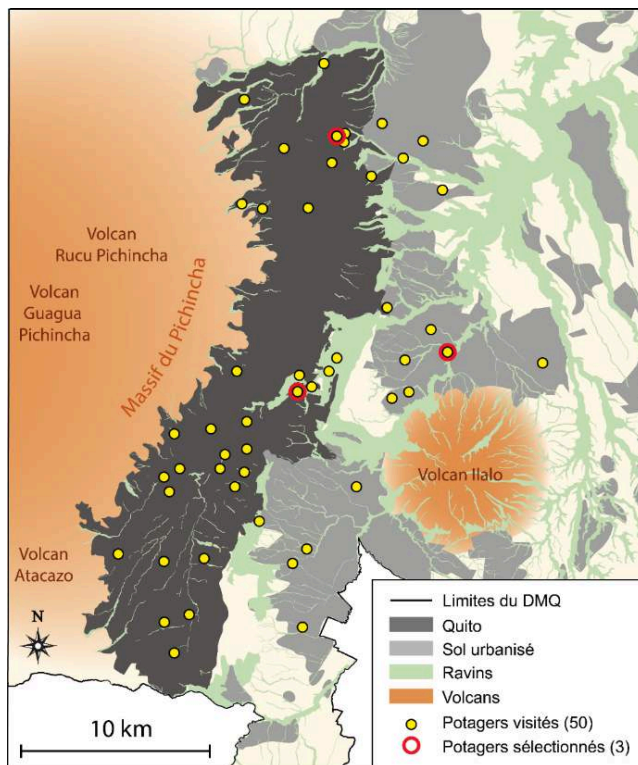 Volcan
Rucu Pichincha
Volcan
Guagua
Pichincha
Massif du Pichincha
Volcan Ilalo
Volcan
Atacazo
N
10 km
Limites du DMQ
Quito
Sol urbanisé
Ravins
Volcans
Potagers visités (50)
Potagers sélectionnés (3)